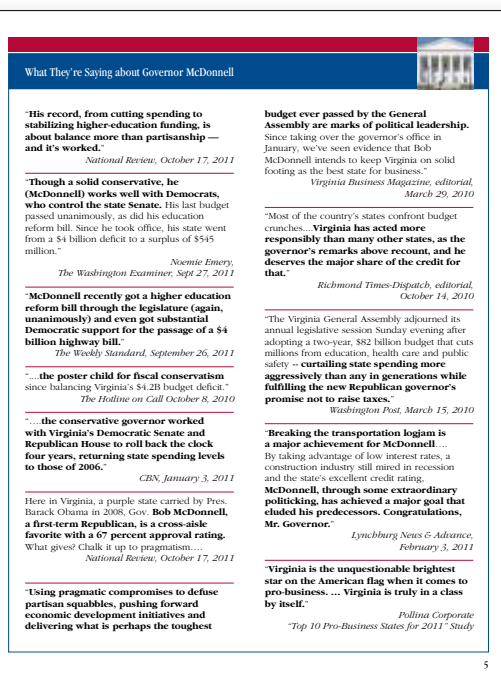 What They're Saying about Governor McDonnell
"His record, from cutting spending to
stabilizing higher-education funding, is
about balance more than partisanship —
and it's worked."
National Review, October 17, 2011
"Though a solid conservative, he
(McDonnell) works well with Democrats,
who control the state Senate. His last budget
passed unanimously, as did his education
reform bill. Since he took office, his state went
from a $4 billion deficit to a surplus of $545
million."
Noemie Emery,
The Washington Examiner, Sept 27, 2011
"McDonnell recently got a higher education
reform bill through the legislature (again,
unanimously) and even got substantial
Democratic support for the passage of a $4
billion highway bill."
The Weekly Standard, September 26, 2011
"...the poster child for fiscal conservatism
since balancing Virginia's $4.2B budget deficit."
The Hotline on Call October 8, 2010
"….the conservative governor worked
with Virginia's Democratic Senate and
Republican House to roll back the clock
four years, returning state spending levels
to those of 2006."
CBN, January 3, 2011
Here in Virginia, a purple state carried by Pres.
Barack Obama in 2008, Gov. Bob McDonnell,
a first-term Republican, is a cross-aisle
favorite with a 67 percent approval rating.
What gives? Chalk it up to pragmatism….
National Review, October 17, 2011
"Using pragmatic compromises to defuse
partisan squabbles, pushing forward
economic development initiatives and
delivering what is perhaps the toughest
budget ever passed by the General
Assembly are marks of political leadership.
Since taking over the governor's office in
January, we've seen evidence that Bob
McDonnell intends to keep Virginia on solid
footing as the best state for business."
Virginia Business Magazine, editorial,
March 29, 2010
"Most of the country's states confront budget
crunches....Virginia has acted more
responsibly than many other states, as the
governor's remarks above recount, and he
deserves the major share of the credit for
that."
Richmond Times-Dispatch, editorial,
October 14, 2010
"The Virginia General Assembly adjourned its
annual legislative session Sunday evening after
adopting a two-year, $82 billion budget that cuts
millions from education, health care and public
safety -- curtailing state spending more
aggressively than any in generations while
fulfilling the new Republican governor's
promise not to raise taxes."
Washington Post, March 15, 2010
"Breaking the transportation logjam is
a major achievement for McDonnell….
By taking advantage of low interest rates, a
construction industry still mired in recession
and the state's excellent credit rating,
McDonnell, through some extraordinary
politicking, has achieved a major goal that
eluded his predecessors. Congratulations,
Mr. Governor."
Lynchburg News & Advance,
February 3, 2011
"Virginia is the unquestionable brightest
star on the American flag when it comes to
pro-business. ... Virginia is truly in a class
by itself."
Pollina Corporate
"Top 10 Pro-Business States for 2011" Study
5